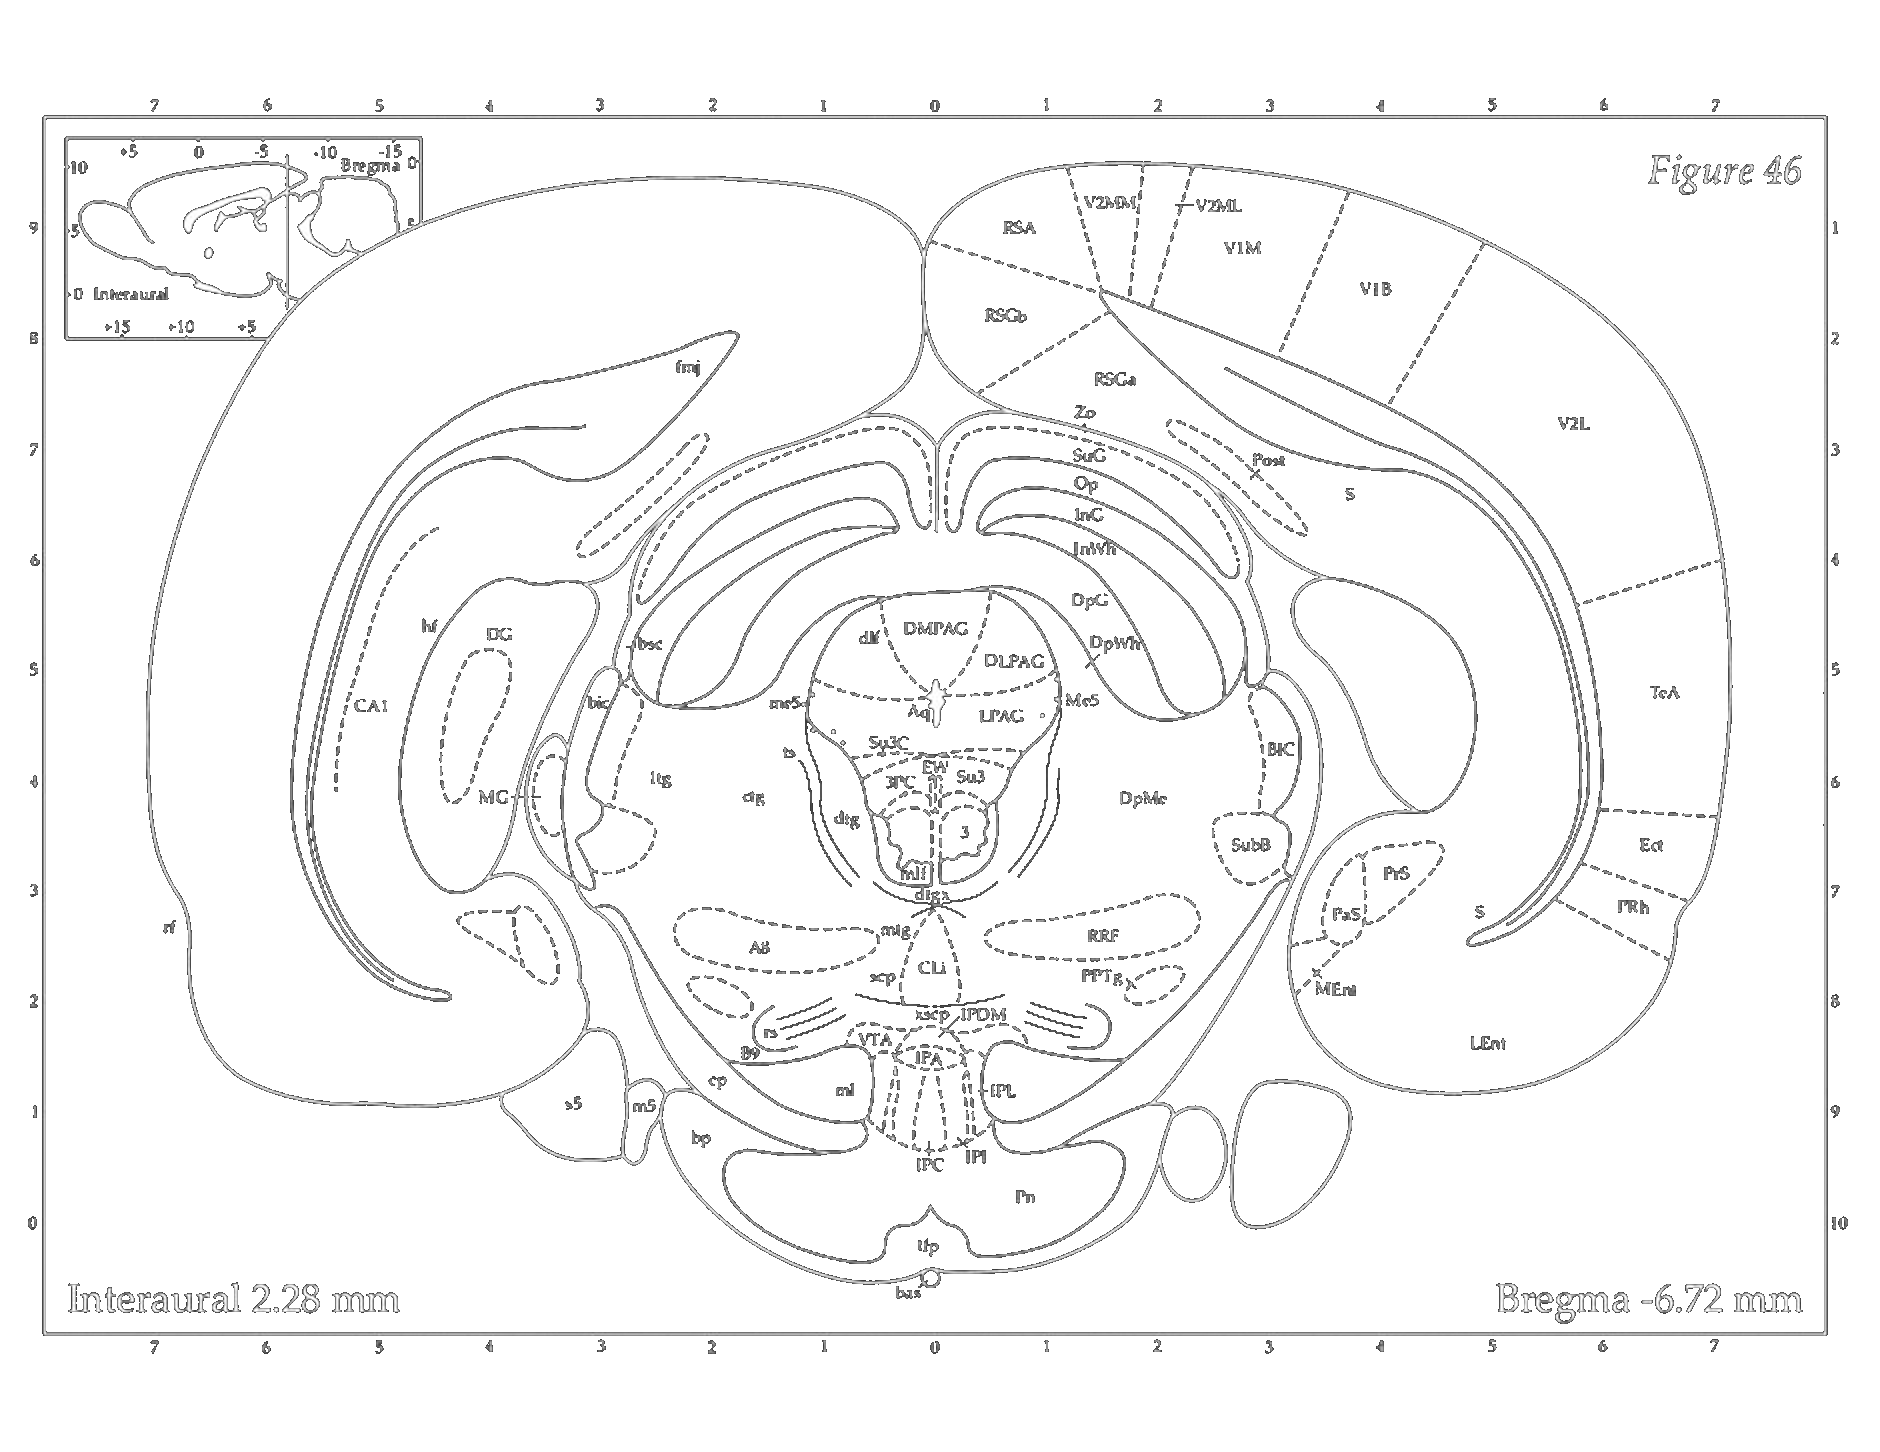 7 6 5 4 3 2 1 0 1 2 3 4 5 6 7
+5 0 -5 -10 -15
Bregma 0
10
5
5
0 Interaural
+15 +10 +5
Figure 46
9 1
8 2
7 3
6 4
5 5
4 6
3 7
2 8
1 9
0 10
V2MM V2ML
RSA
V1M
V1B
RSGb
fmj
RSGa
Zo
V2L
SuG
Post
Op
S
InG
InWh
DpG
hf DG
dlf DMPAG
bsc
DpWh
DLPAG
TeA
bic
me5 Me5
CA1
Aq LPAG
Su3C
ts
BIC
EW
ltg 3PC Su3
MG
ctg
DpMe
dtg 3
SubB Ect
mlf PrS
dtgx
PaS S PRh
rf mtg
A8 RRF
CLi
scp PPTg
MEnt
xscp IPDM
rs
VTA
LEnt
B9 IPA
cp ml IPL
s5 m5
bp
IPC IPI
Pn
tfp
bas
Interaural 2.28 mm Bregma -6.72 mm
7 6 5 4 3 2 1 0 1 2 3 4 5 6 7